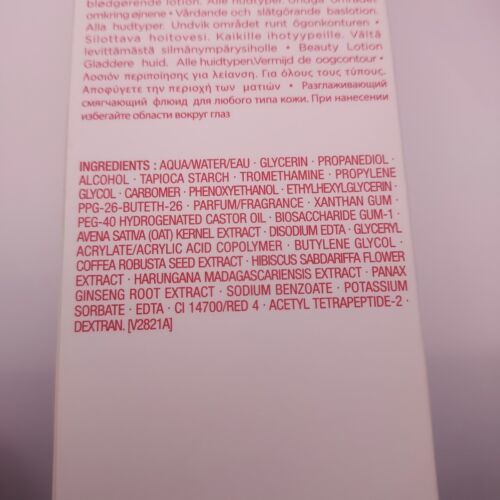 blødgørende lotion. Alle hudtyper. Undgå området
omkring øjnene • Vårdande och slätgörande baslotion.
Alla hudtyper. Undvik området runt ögonkonturen •
Silottava hoitovesi. Kaikille ihotyypeille. Vältä
levittämästä silmänympärysiholle • Beauty Lotion
Gladdere huid. Alle huidtypen.Vermijd de oogcontour •
Λοσιόν περιποίησης για λείανση. Για όλους τους τύπους.
Αποφύγετε την περιοχή των ματιών • Разглаживающий
смягчающий флюид для любого типа кожи. При нанесении
избегайте области вокруг глаз
INGREDIENTS : AQUA/WATER/EAU · GLYCERIN · PROPANEDIOL ·
ALCOHOL · TAPIOCA STARCH · TROMETHAMINE · PROPYLENE
GLYCOL · CARBOMER · PHENOXYETHANOL · ETHYLHEXYLGLYCERIN ·
PPG-26-BUTETH-26 · PARFUM/FRAGRANCE · XANTHAN GUM ·
PEG-40 HYDROGENATED CASTOR OIL · BIOSACCHARIDE GUM-1 ·
AVENA SATIVA (OAT) KERNEL EXTRACT · DISODIUM EDTA · GLYCERYL
ACRYLATE/ACRYLIC ACID COPOLYMER · BUTYLENE GLYCOL ·
COFFEA ROBUSTA SEED EXTRACT · HIBISCUS SABDARIFFA FLOWER
EXTRACT · HARUNGANA MADAGASCARIENSIS EXTRACT · PANAX
GINSENG ROOT EXTRACT · SODIUM BENZOATE · POTASSIUM
SORBATE · EDTA · CI 14700/RED 4 · ACETYL TETRAPEPTIDE-2 ·
DEXTRAN. [V2821A]